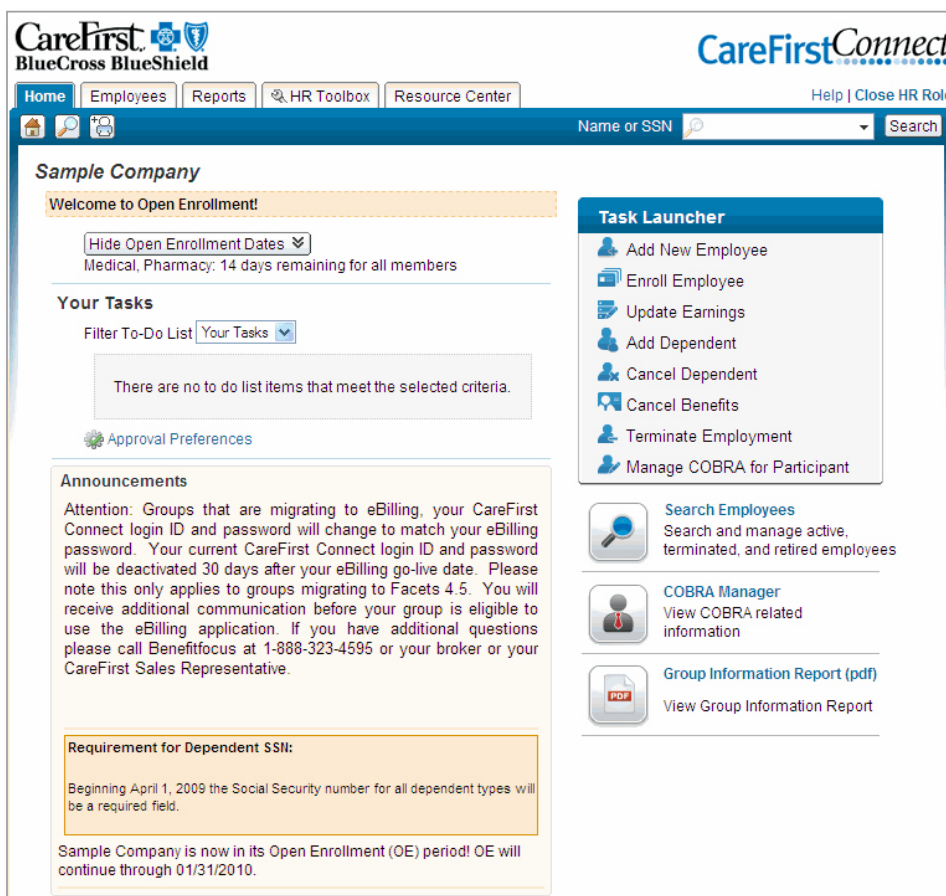 CareFirst.
BlueCross BlueShield
CareFirstConnect
Home Employees Reports HR Toolbox Resource Center
Help | Close HR Role
Name or SSN Search
Sample Company
Welcome to Open Enrollment!
Hide Open Enrollment Dates
Medical, Pharmacy: 14 days remaining for all members
Your Tasks
Filter To-Do List Your Tasks
There are no to do list items that meet the selected criteria.
Approval Preferences
Announcements
Attention: Groups that are migrating to eBilling, your CareFirst
Connect login ID and password will change to match your eBilling
password. Your current CareFirst Connect login ID and password
will be deactivated 30 days after your eBilling go-live date. Please
note this only applies to groups migrating to Facets 4.5. You will
receive additional communication before your group is eligible to
use the eBilling application. If you have additional questions
please call Benefitfocus at 1-888-323-4595 or your broker or your
CareFirst Sales Representative.
Requirement for Dependent SSN:
Beginning April 1, 2009 the Social Security number for all dependent types will
be a required field.
Sample Company is now in its Open Enrollment (OE) period! OE will
continue through 01/31/2010.
Task Launcher
Add New Employee
Enroll Employee
Update Earnings
Add Dependent
Cancel Dependent
Cancel Benefits
Terminate Employment
Manage COBRA for Participant
Search Employees
Search and manage active,
terminated, and retired employees
COBRA Manager
View COBRA related
information
PDF
Group Information Report (pdf)
View Group Information Report